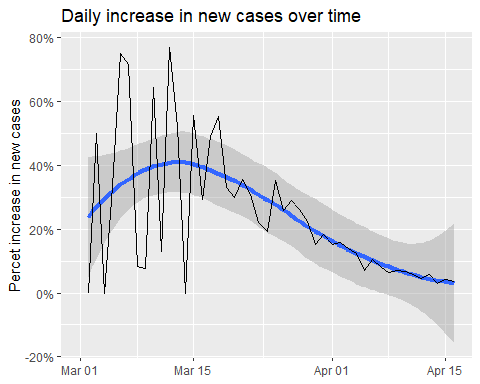 Daily increase in new cases over time
Percet increase in new cases
80%
60%
40%
20%
0%
-20%
Mar 01 Mar 15 Apr 01 Apr 15